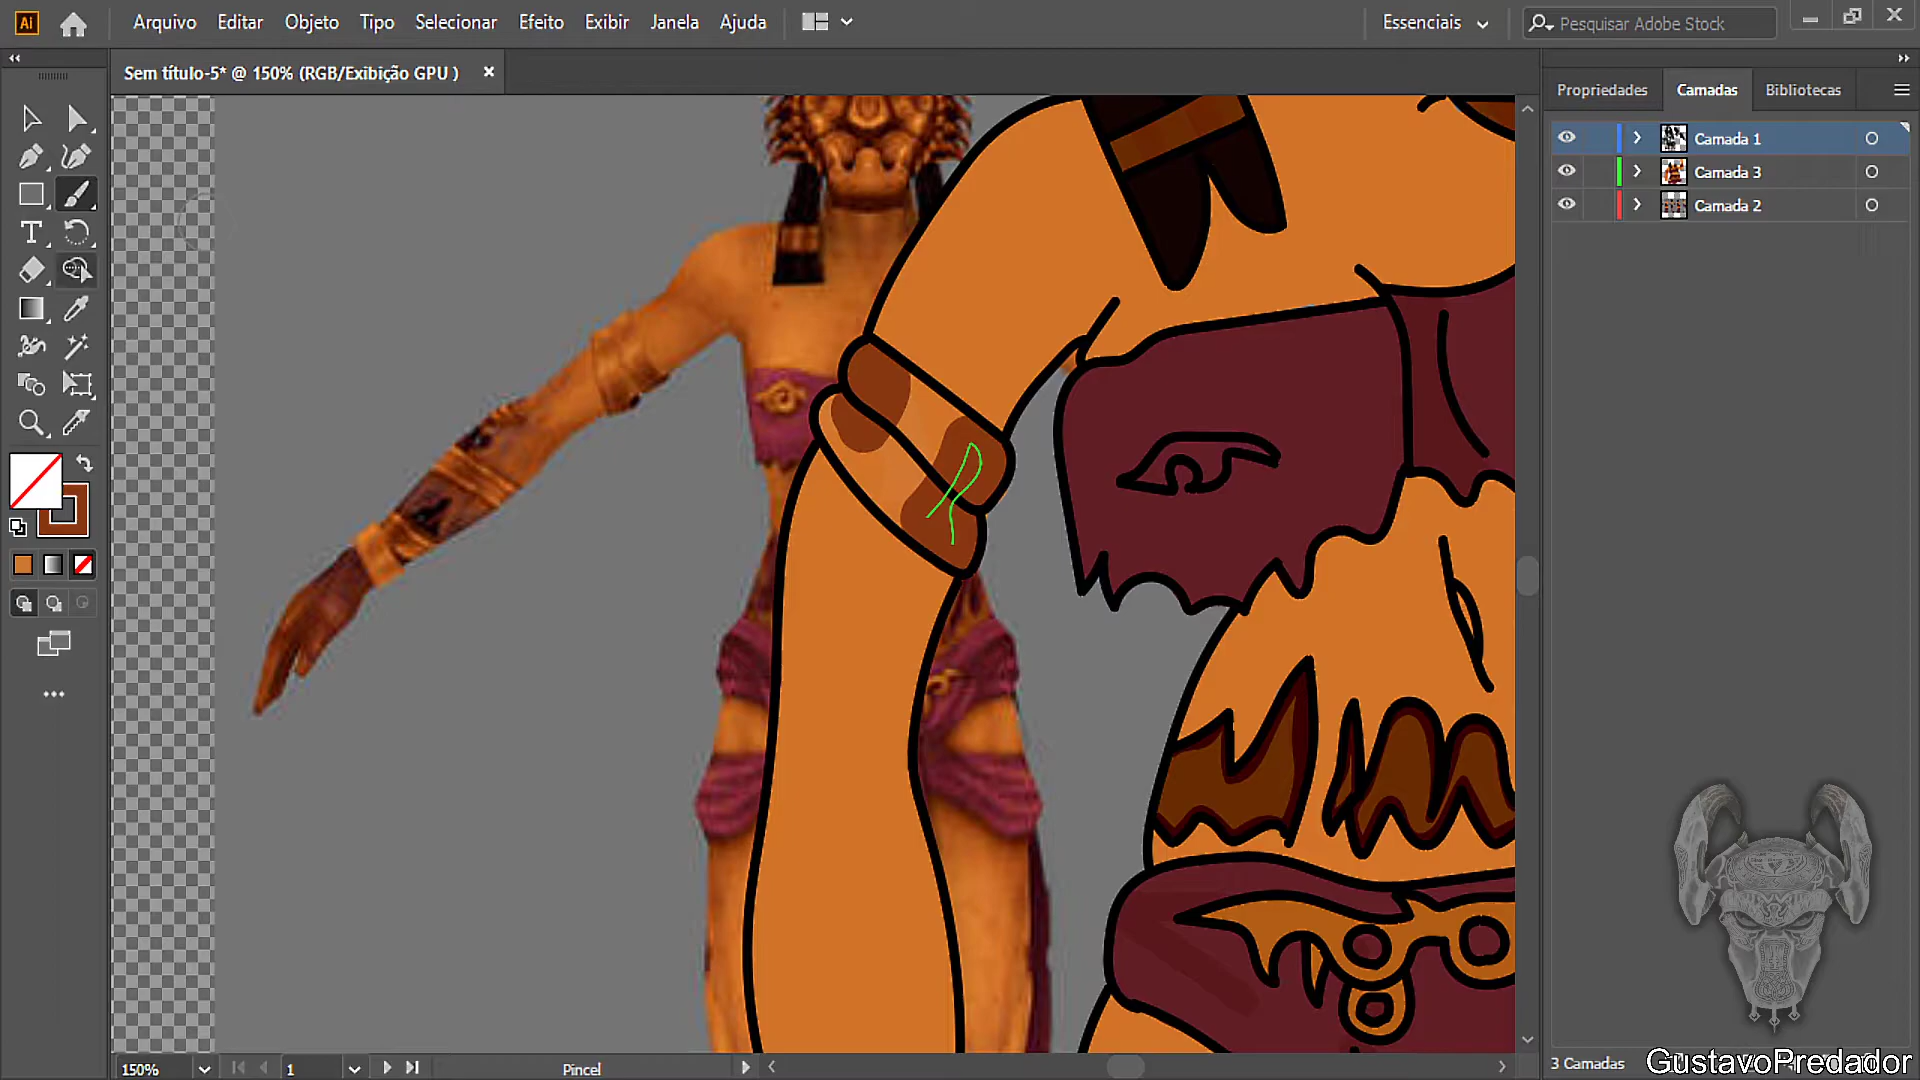 Ai Arquivo Editar Objeto Tipo Selecionar Efeito Exibir Janela Ajuda Essenciais Pesquisar Adobe Stock
Sem título-5* @ 150% (RGB/Exibição GPU )
Propriedades Camadas Bibliotecas
Camada 1
Camada 3
Camada 2
150% 1 Pincel
3 Camadas
GustavoPredador